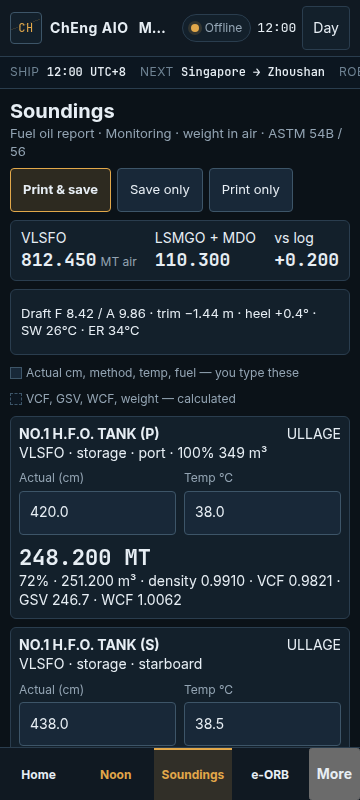 CH ChEng AIO M... Offline 12:00 Day
SHIP 12:00 UTC+8 NEXT Singapore → Zhoushan ROB
Soundings
Fuel oil report · Monitoring · weight in air · ASTM 54B /
56
Print & save Save only Print only
VLSFO LSMGO + MDO vs log
812.450 MT air 110.300 +0.200
Draft F 8.42 / A 9.86 · trim −1.44 m · heel +0.4° ·
SW 26°C · ER 34°C
Actual cm, method, temp, fuel — you type these
VCF, GSV, WCF, weight — calculated
NO.1 H.F.O. TANK (P) ULLAGE
VLSFO · storage · port · 100% 349 m³
Actual (cm) Temp °C
420.0 38.0
248.200 MT
72% · 251.200 m³ · density 0.9910 · VCF 0.9821 ·
GSV 246.7 · WCF 1.0062
NO.1 H.F.O. TANK (S) ULLAGE
VLSFO · storage · starboard
Actual (cm) Temp °C
438.0 38.5
Home Noon Soundings e-ORB More